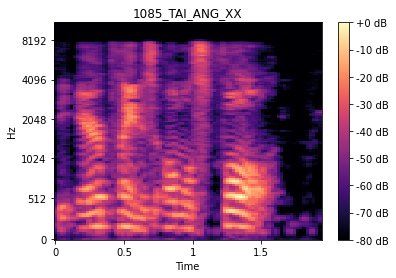 1085_TAI_ANG_XX
+0 dB
8192
-10 dB
4096
-20 dB
-30 dB
2048
Hz
-40 dB
1024
-50 dB
512
-60 dB
-70 dB
0
-80 dB
0
0.5
1
1.5
Time